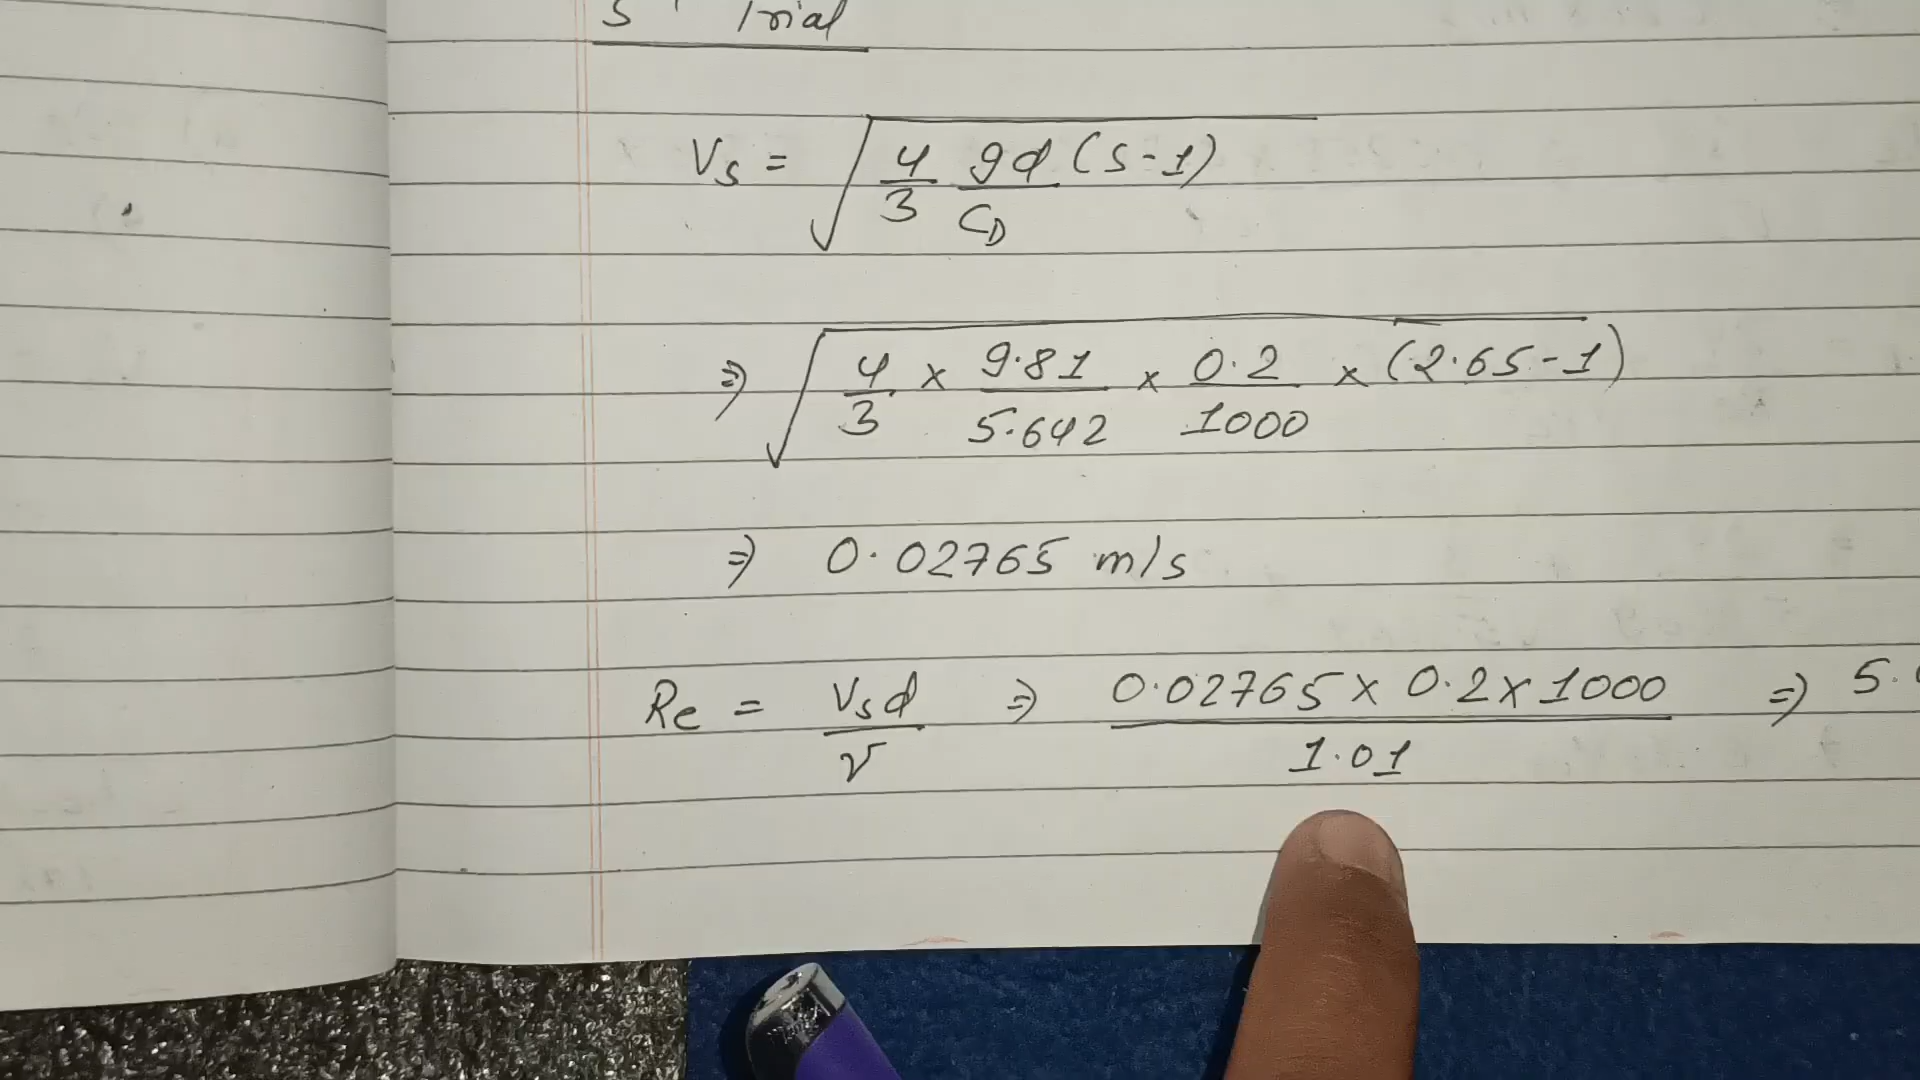 Trial
Vs = √(4/3 gd/CD (S-1))
⇒ √(4/3 × 9.81/5.642 × 0.2/1000 × (2.65-1))
⇒ 0.02765 m/s
Re = Vsd/ν ⇒ 0.02765 × 0.2 × 1000/1.01 ⇒ 5.